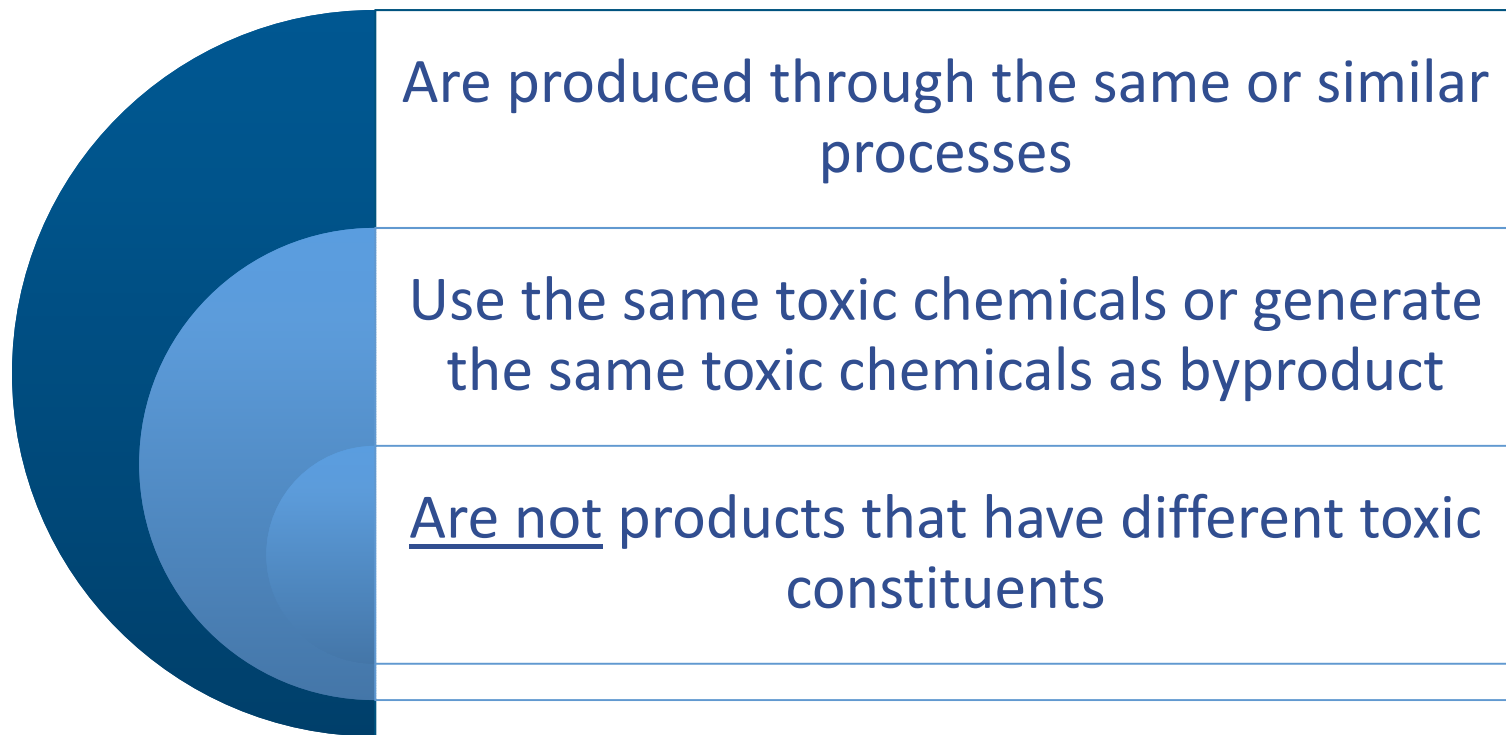 Are produced through the same or similar
processes
Use the same toxic chemicals or generate
the same toxic chemicals as byproduct
Are not products that have different toxic
constituents